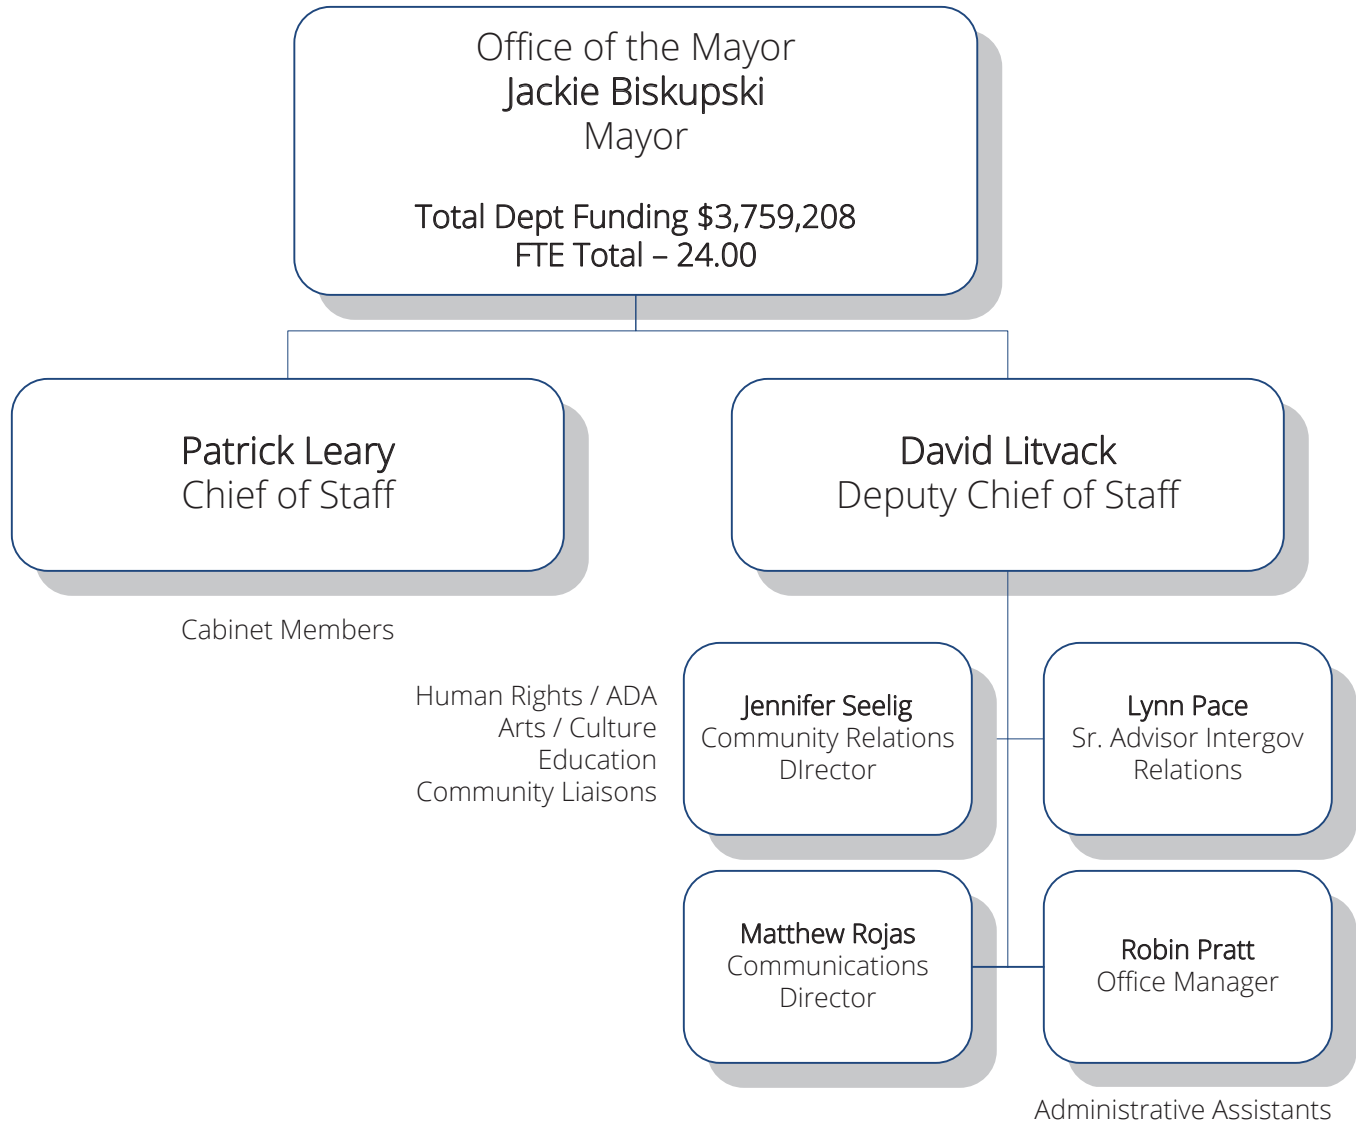 Office of the Mayor
Jackie Biskupski
Mayor
Total Dept Funding $3,759,208
FTE Total – 24.00
Patrick Leary
Chief of Staff
David Litvack
Deputy Chief of Staff
Cabinet Members
Human Rights / ADA
Arts / Culture
Education
Community Liaisons
Jennifer Seelig
Community Relations
DIrector
Lynn Pace
Sr. Advisor Intergov
Relations
Matthew Rojas
Communications
Director
Robin Pratt
Office Manager
Administrative Assistants